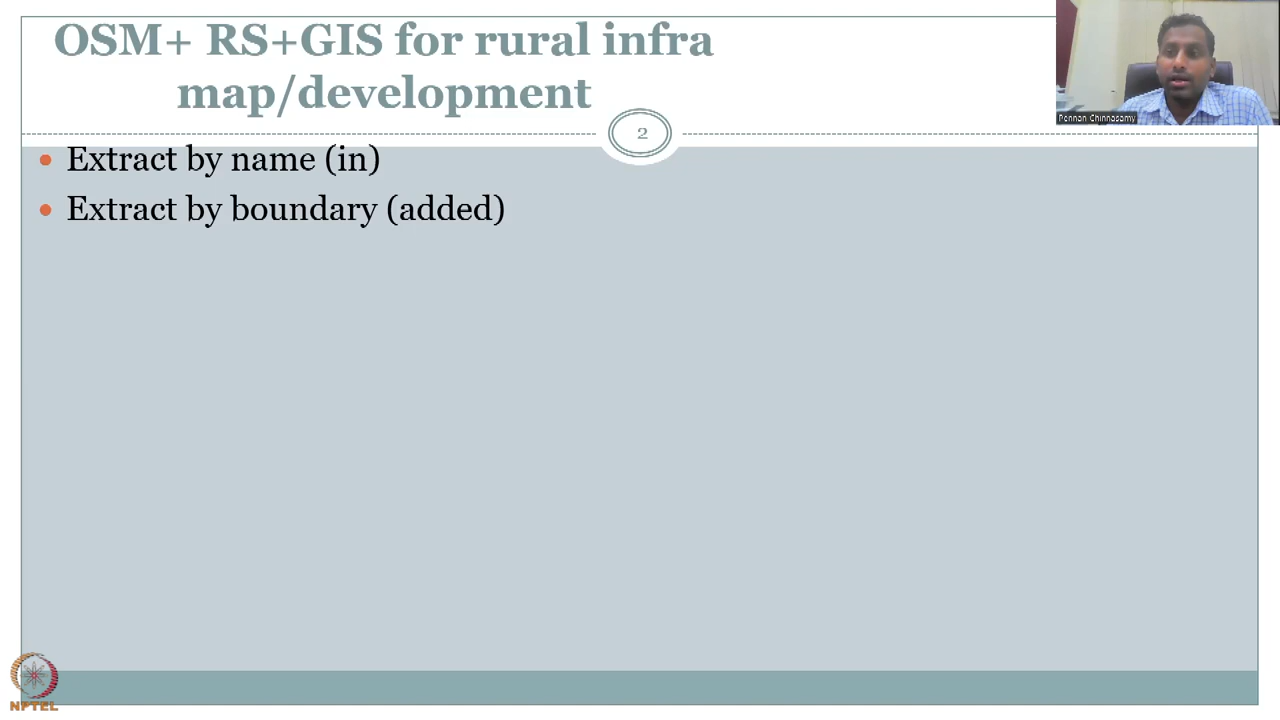 OSM+ RS+GIS for rural infra
map/development
Pennan Chinnasamy
2
• Extract by name (in)
• Extract by boundary (added)
NPTEL